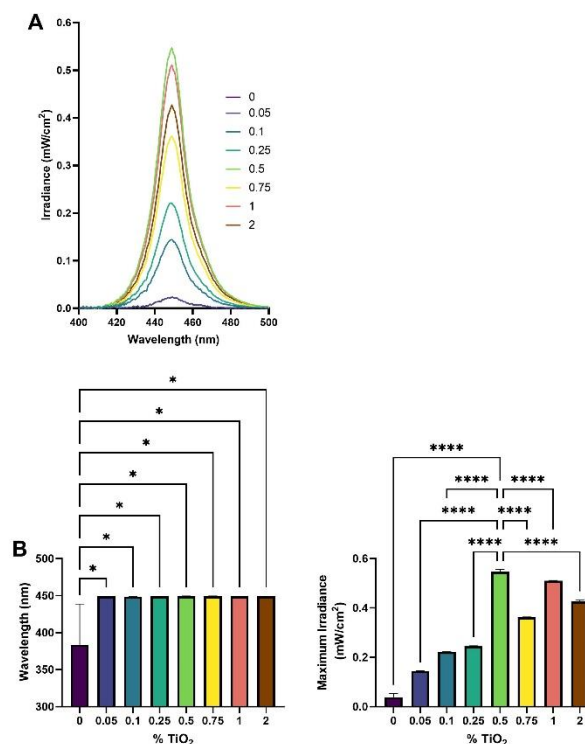 A
0.6
0.5
0.4
0.3
0.2
0.1
0.0
Irradiance (mW/cm²)
400 420 440 460 480 500
Wavelength (nm)
0
0.05
0.1
0.25
0.5
0.75
1
2
B
*
*
*
*
*
*
*
500
450
400
350
300
Wavelength (nm)
0 0.05 0.1 0.25 0.5 0.75 1 2
% TiO₂
****
**** ****
**** ****
**** ****
0.6
0.4
0.2
0.0
Maximum Irradiance
(mW/cm²)
0 0.05 0.1 0.25 0.5 0.75 1 2
% TiO₂